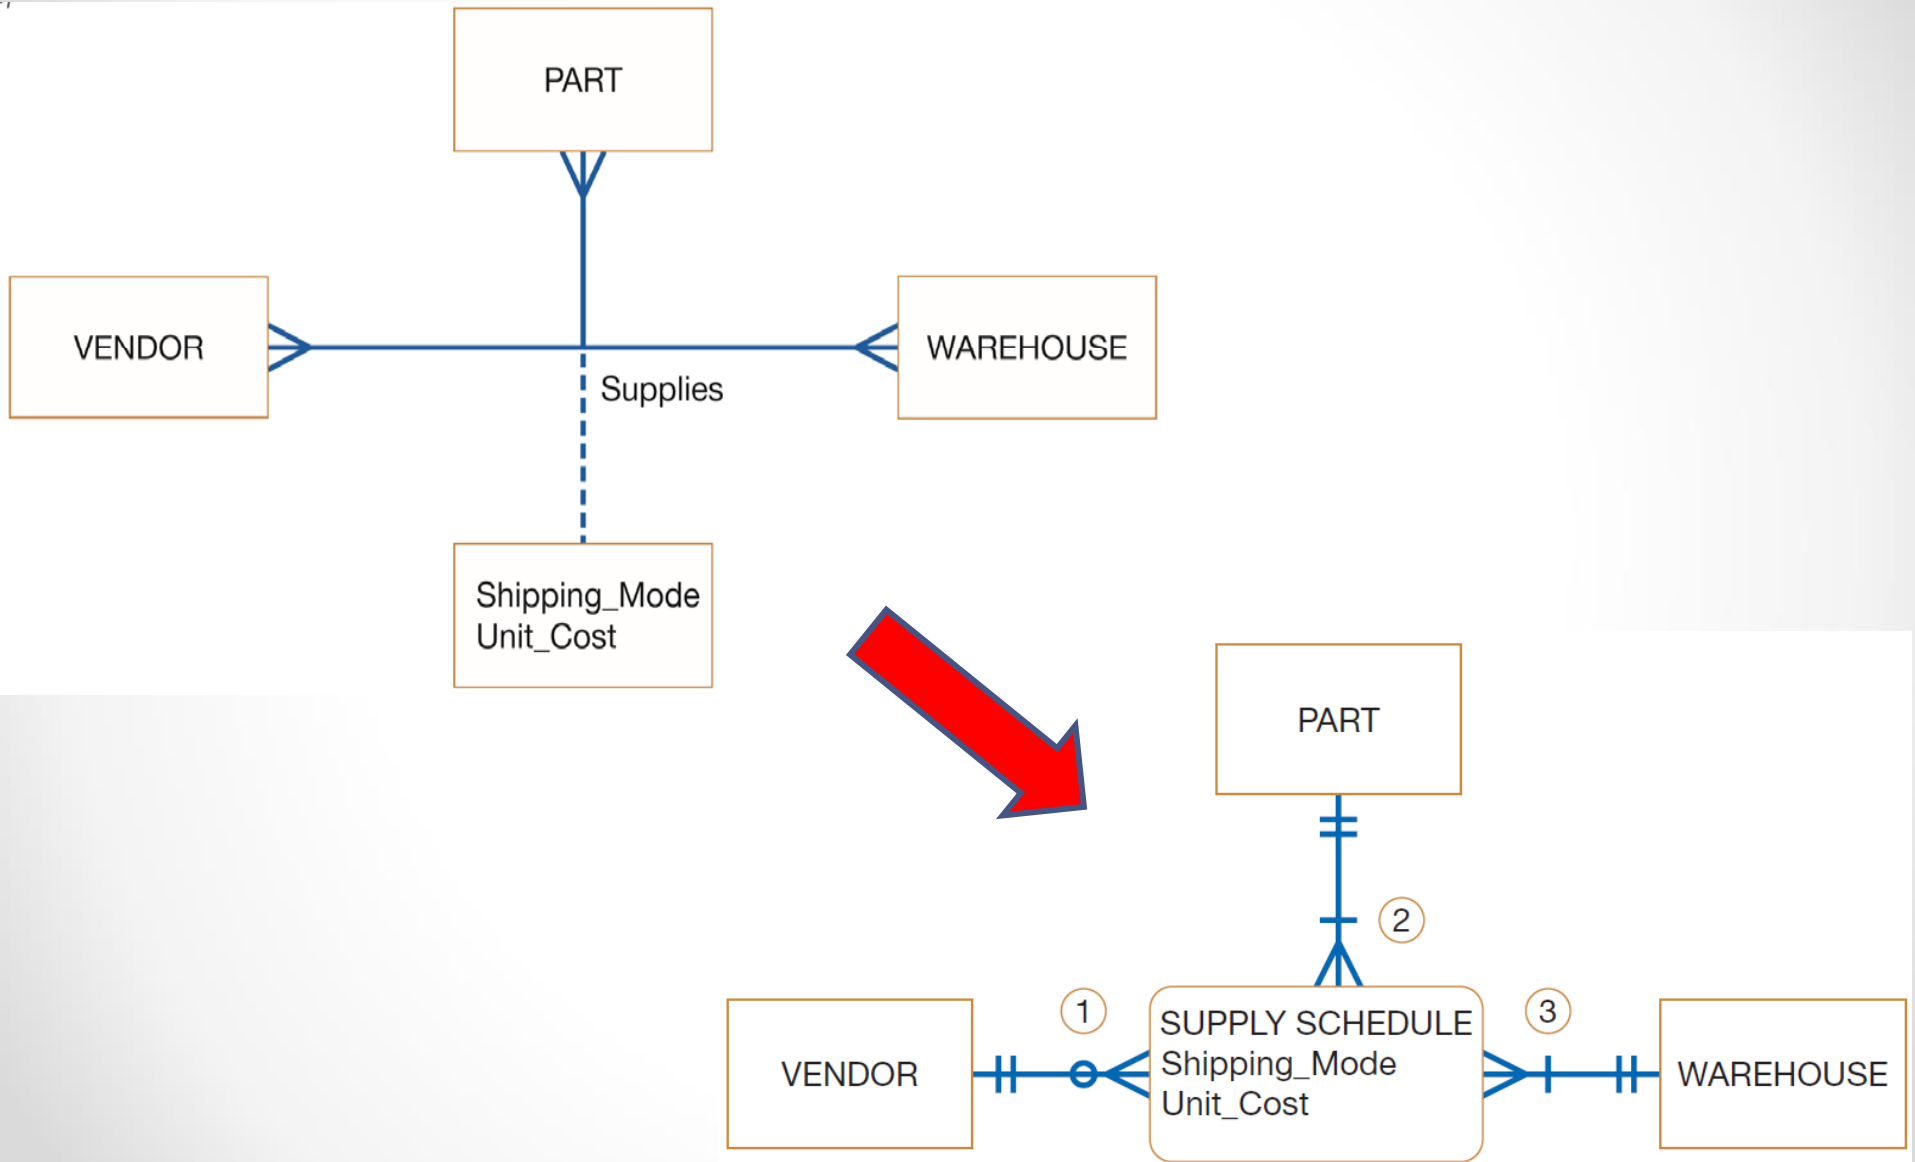 PART
VENDOR
WAREHOUSE
Supplies
Shipping_Mode
Unit_Cost
PART
2
1
3
SUPPLY SCHEDULE
Shipping_Mode
Unit_Cost
VENDOR
WAREHOUSE